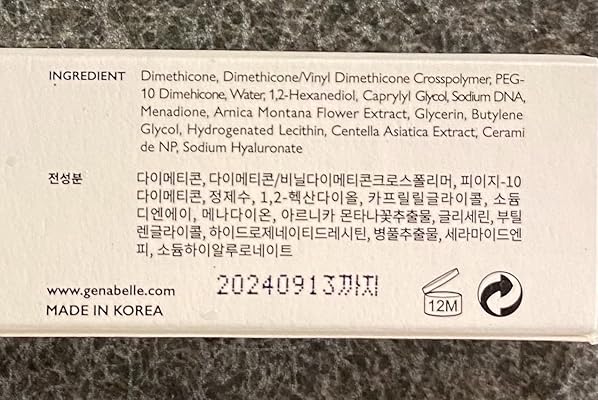 INGREDIENT Dimethicone, Dimethicone/Vinyl Dimethicone Crosspolymer, PEG-
10 Dimehicone, Water, 1,2-Hexanediol, Caprylyl Glycol, Sodium DNA,
Menadione, Arnica Montana Flower Extract, Glycerin, Butylene
Glycol, Hydrogenated Lecithin, Centella Asiatica Extract, Cerami
de NP, Sodium Hyaluronate
전성분 다이메티콘, 다이메티콘/비닐다이메티콘크로스폴리머, 피이지-10
다이메티콘, 정제수, 1,2-헥산다이올, 카프릴릴글라이콜, 소듐
디엔에이, 메나다이온, 아르니카 몬타나꽃추출물, 글리세린, 부틸
렌글라이콜, 하이드로제네이티드레시틴, 병풀추출물, 세라마이드엔
피, 소듐하이알루로네이트
www.genabelle.com
MADE IN KOREA
20240913까지
12M